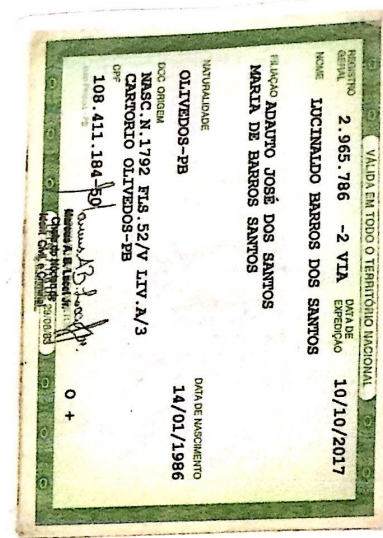 VÁLIDA EM TODO O TERRITÓRIO NACIONAL
REGISTRO GERAL 2.965.786 -2 VIA DATA DE EXPEDIÇÃO 10/10/2017
NOME LUCINALDO BARROS DOS SANTOS
FILIAÇÃO ADAUTO JOSÉ DOS SANTOS
MARIA DE BARROS SANTOS
NATURALIDADE DATA DE NASCIMENTO
OLIVEDOS-PB 14/01/1986
DOC ORIGEM
NASC.N.1792 FLS 52/V LIV.A/3
CARTORIO OLIVEDOS-PB
CPF
108.411.184-50 O +